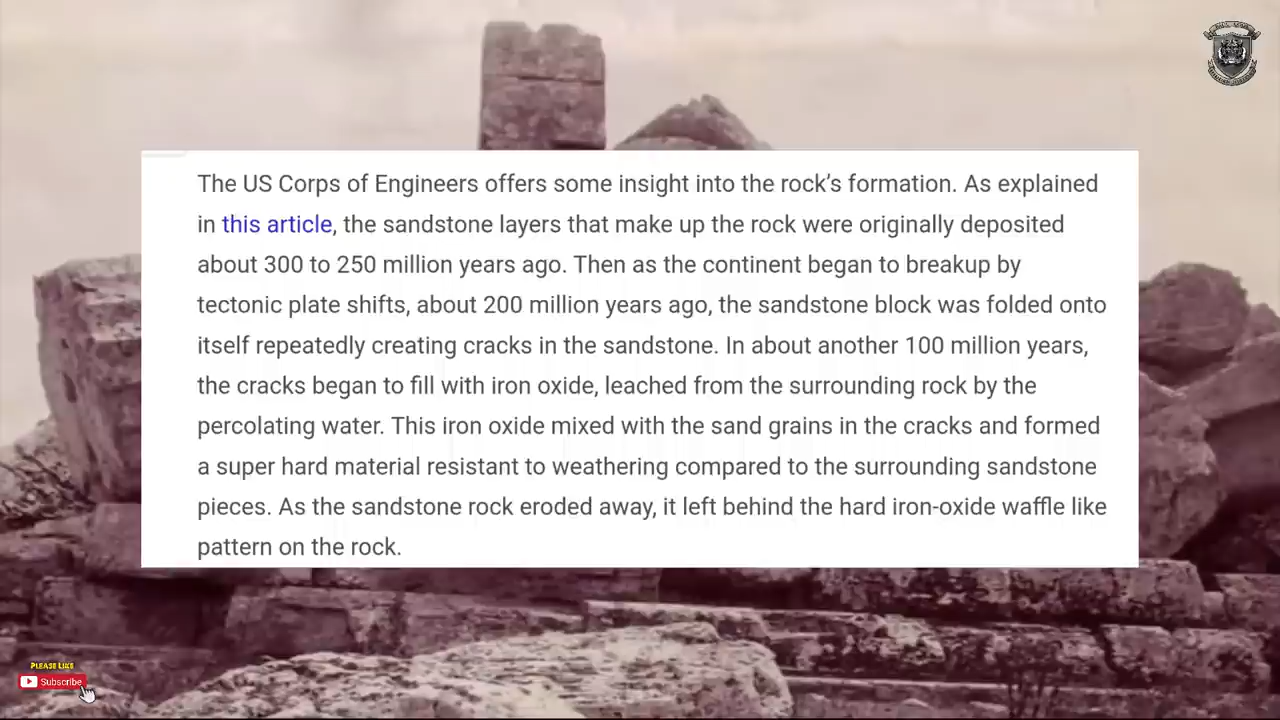 The US Corps of Engineers offers some insight into the rock’s formation. As explained
in this article, the sandstone layers that make up the rock were originally deposited
about 300 to 250 million years ago. Then as the continent began to breakup by
tectonic plate shifts, about 200 million years ago, the sandstone block was folded onto
itself repeatedly creating cracks in the sandstone. In about another 100 million years,
the cracks began to fill with iron oxide, leached from the surrounding rock by the
percolating water. This iron oxide mixed with the sand grains in the cracks and formed
a super hard material resistant to weathering compared to the surrounding sandstone
pieces. As the sandstone rock eroded away, it left behind the hard iron-oxide waffle like
pattern on the rock.
PLEASE LIKE
Subscribe